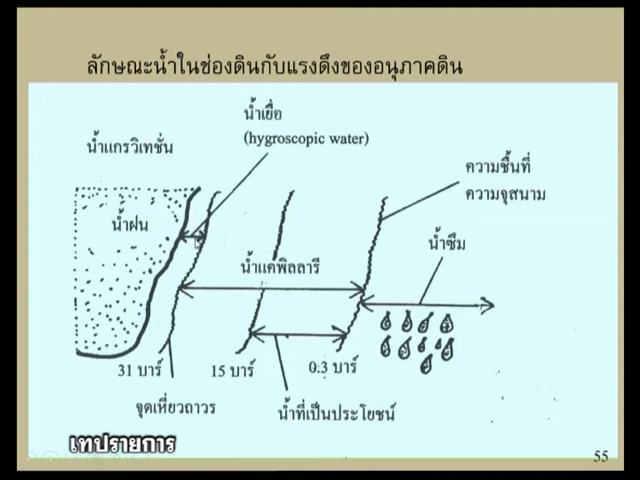 ลักษณะน้ำในช่องดินกับแรงดึงของอนุภาคดิน
น้ำเยื่อ
(hygroscopic water)
น้ำแกรวิเทชั่น
ความชื้นที่
ความจุสนาม
น้ำฝน
น้ำซึม
น้ำแคพิลลารี
31 บาร์
15 บาร์
0.3 บาร์
จุดเหี่ยวถาวร
น้ำที่เป็นประโยชน์
เทปรายการ
55